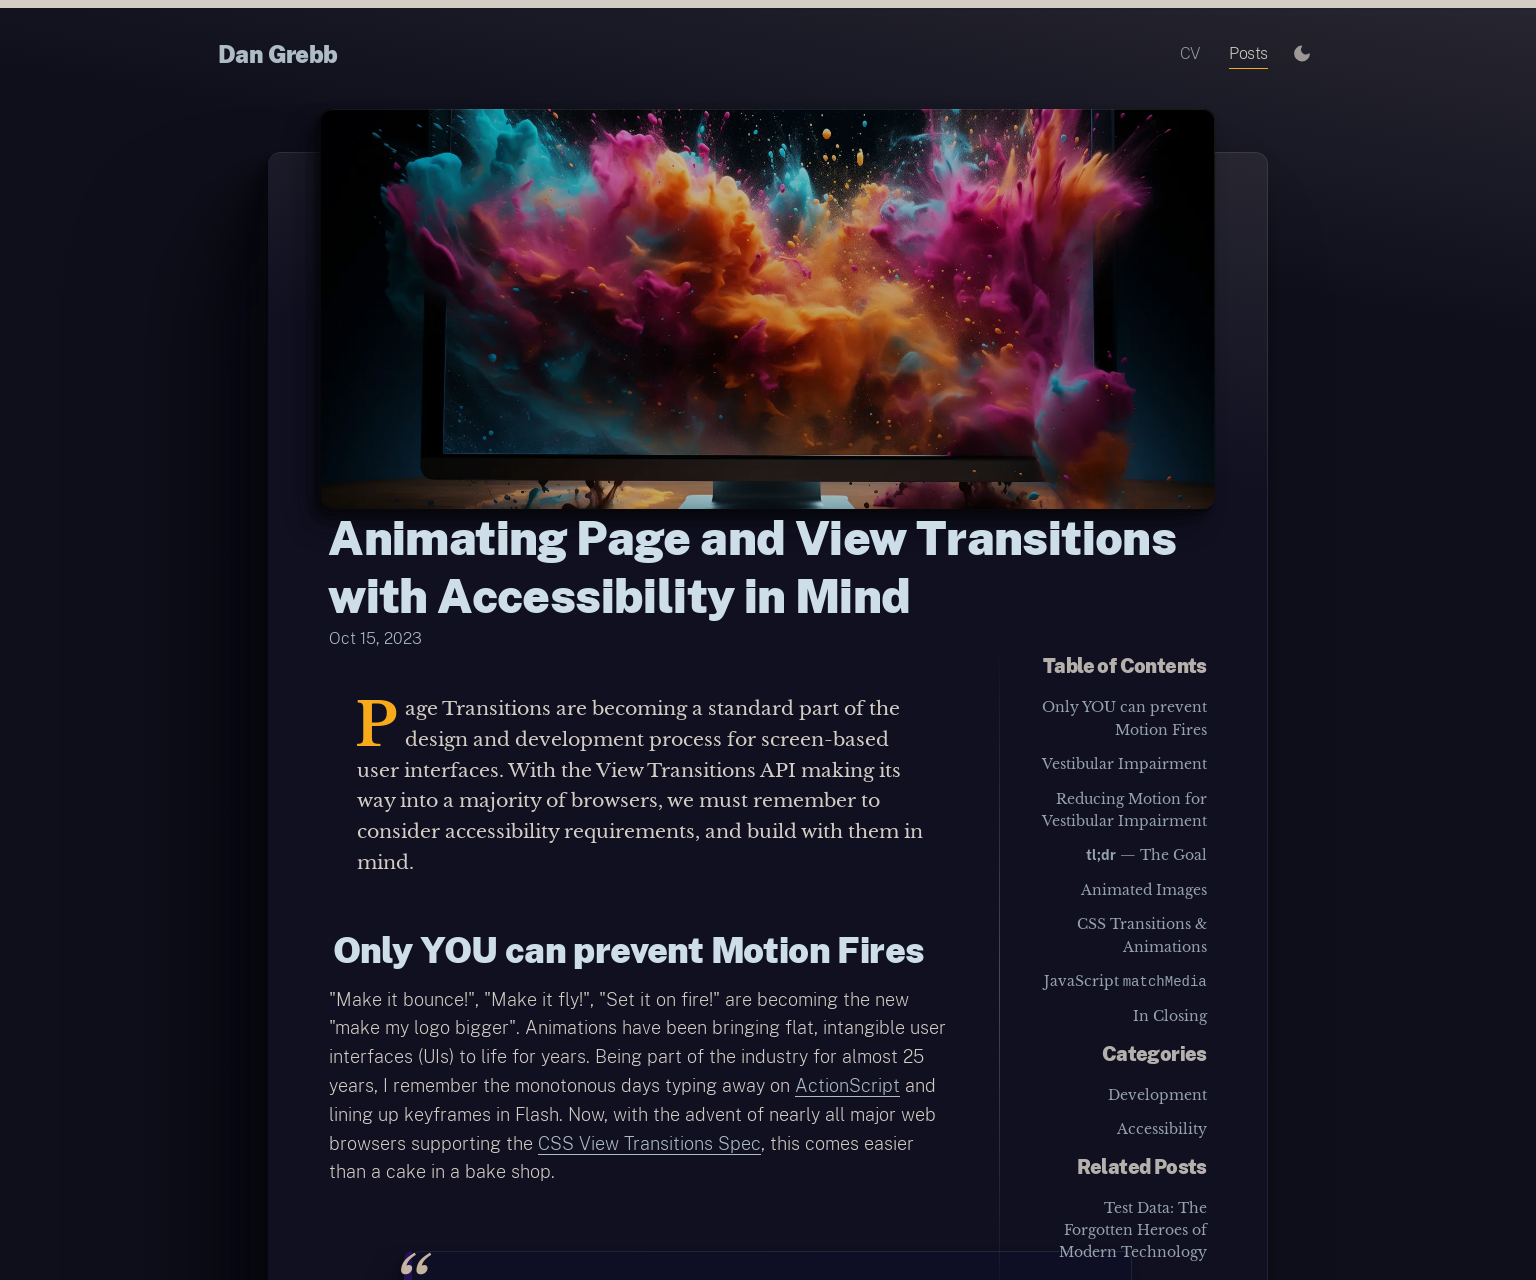 Dan Grebb
CV
Posts
Animating Page and View Transitions
with Accessibility in Mind
Oct 15, 2023
Page Transitions are becoming a standard part of the
design and development process for screen-based
user interfaces. With the View Transitions API making its
way into a majority of browsers, we must remember to
consider accessibility requirements, and build with them in
mind.
Only YOU can prevent Motion Fires
"Make it bounce!", "Make it fly!", "Set it on fire!" are becoming the new
"make my logo bigger". Animations have been bringing flat, intangible user
interfaces (UIs) to life for years. Being part of the industry for almost 25
years, I remember the monotonous days typing away on ActionScript and
lining up keyframes in Flash. Now, with the advent of nearly all major web
browsers supporting the CSS View Transitions Spec, this comes easier
than a cake in a bake shop.
“
Table of Contents
Only YOU can prevent
Motion Fires
Vestibular Impairment
Reducing Motion for
Vestibular Impairment
tl;dr — The Goal
Animated Images
CSS Transitions &
Animations
JavaScript matchMedia
In Closing
Categories
Development
Accessibility
Related Posts
Test Data: The
Forgotten Heroes of
Modern Technology